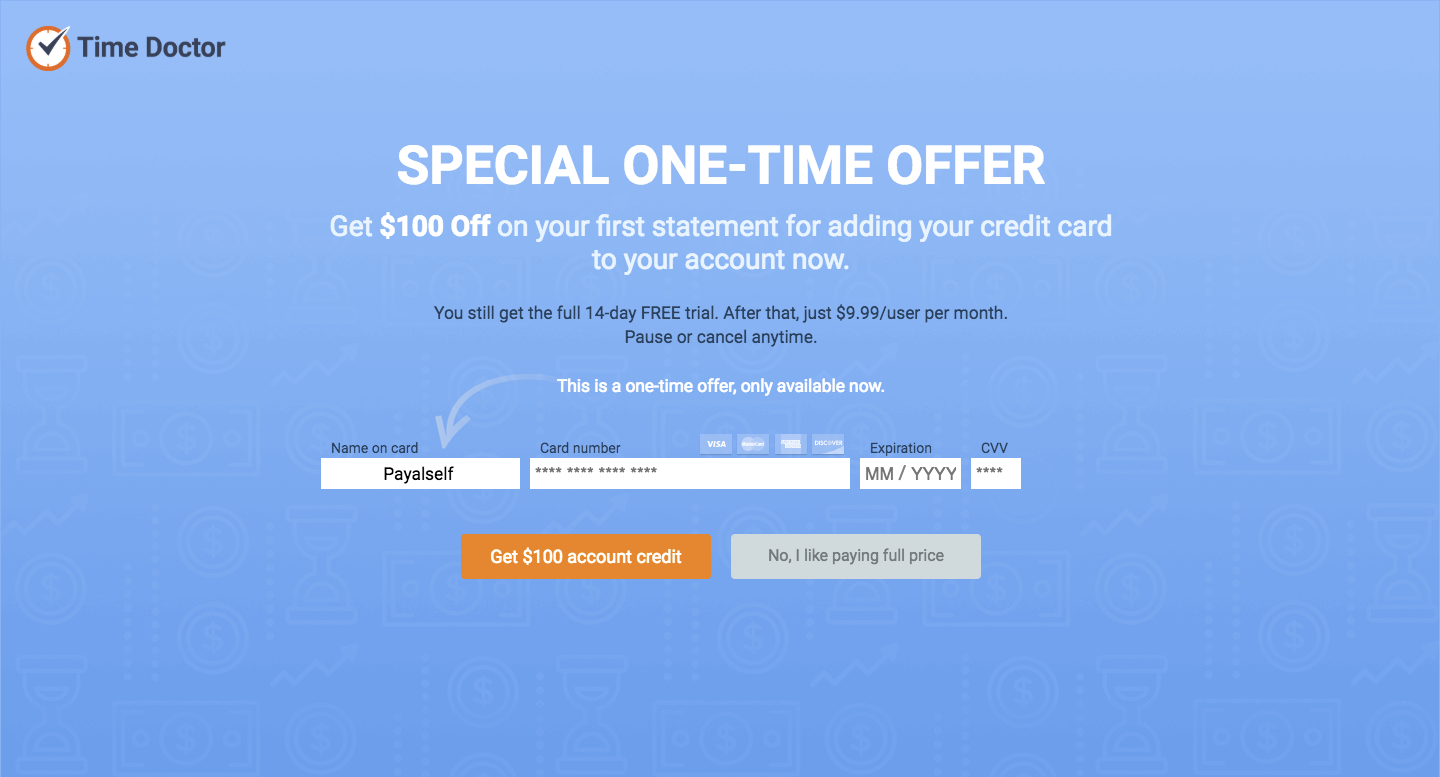 Time Doctor
SPECIAL ONE-TIME OFFER
Get $100 Off on your first statement for adding your credit card
to your account now.
You still get the full 14-day FREE trial. After that, just $9.99/user per month.
Pause or cancel anytime.
This is a one-time offer, only available now.
Name on card
Card number
VISA MasterCard AMERICAN EXPRESS DISCOVER
Expiration
CVV
Payalself
**** **** **** ****
MM / YYYY
****
Get $100 account credit
No, I like paying full price